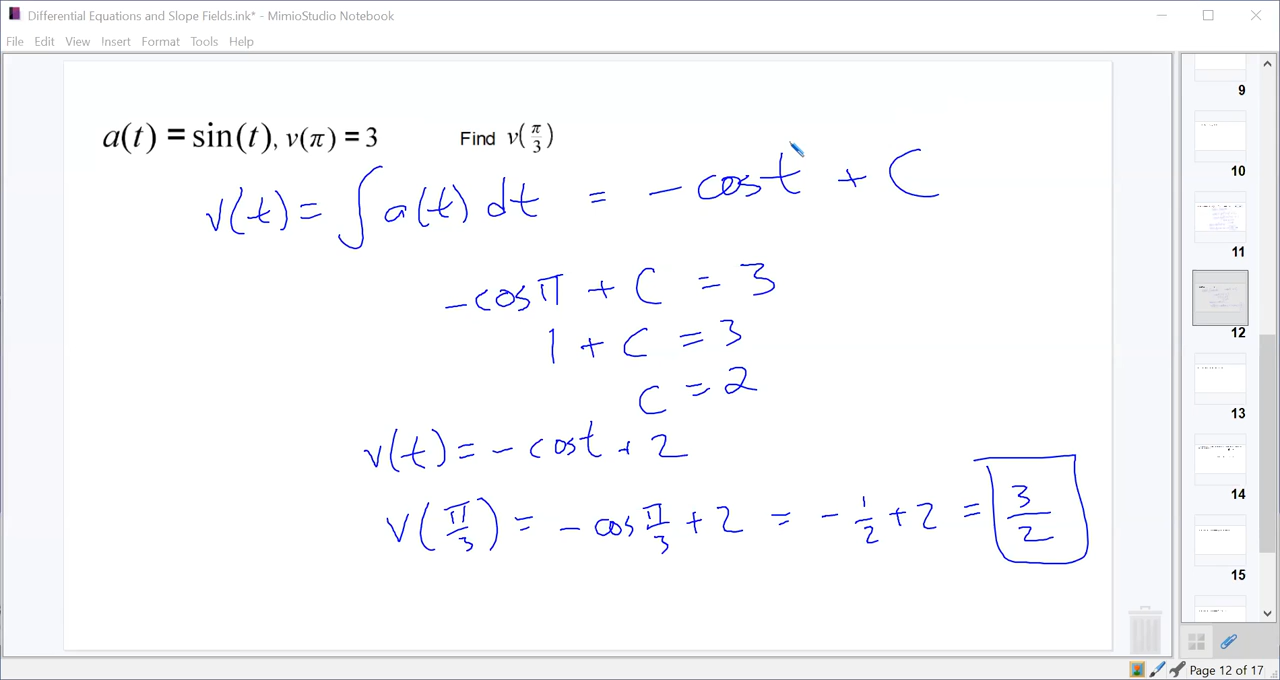 Differential Equations and Slope Fields.ink* - MimioStudio Notebook
File Edit View Insert Format Tools Help
a(t) = sin(t), v(π) = 3 Find v(π/3)
v(t) = ∫ a(t) dt = - cos t + C
- cos π + C = 3
1 + C = 3
C = 2
v(t) = - cos t + 2
v(π/3) = - cos π/3 + 2 = - 1/2 + 2 = 3/2
9
10
11
12
13
14
15
Page 12 of 17